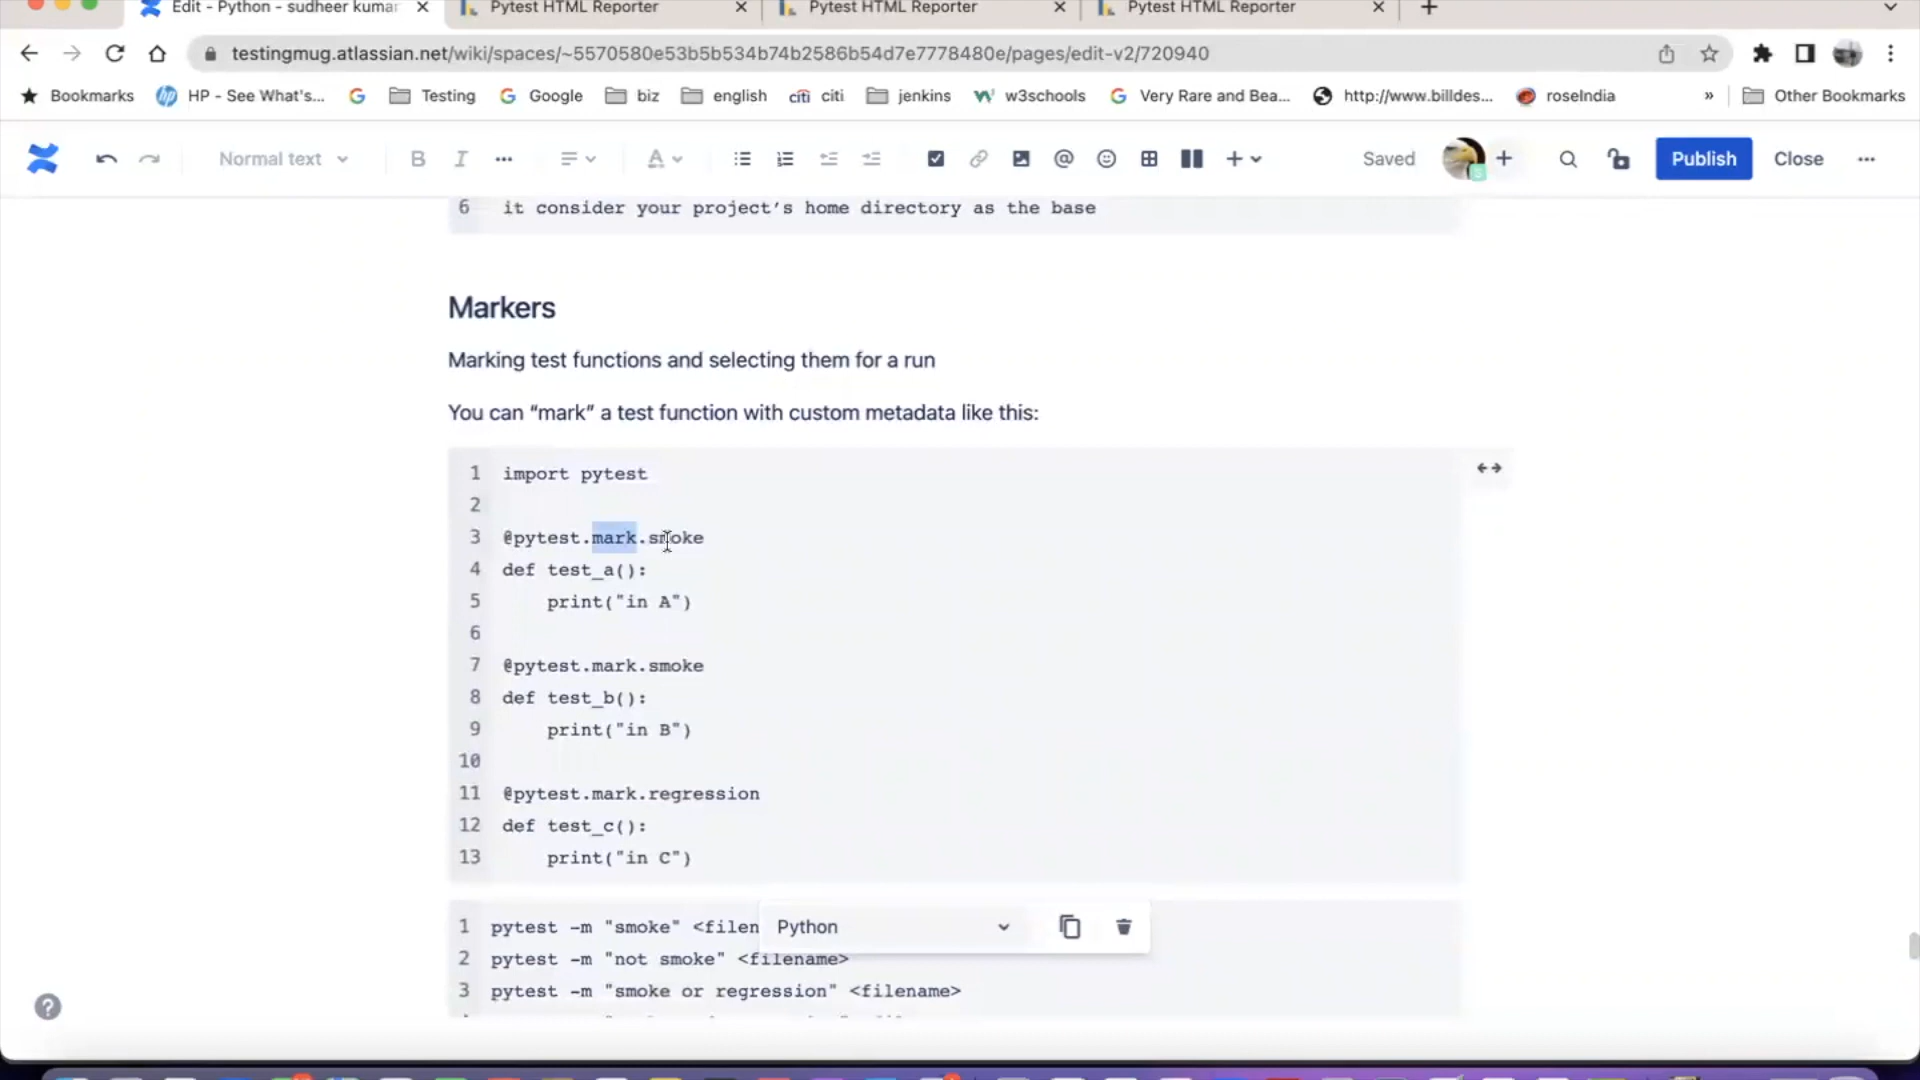 Edit - Python - sudheer kumar
Pytest HTML Reporter
Pytest HTML Reporter
Pytest HTML Reporter
testingmug.atlassian.net/wiki/spaces/~5570580e53b5b534b74b2586b54d7e7778480e/pages/edit-v2/720940
Bookmarks
HP - See What's...
Testing
Google
biz
english
citi citi
jenkins
w3schools
Very Rare and Bea...
http://www.billdes...
roseIndia
»
Other Bookmarks
Normal text
B I ... A
Saved
Publish
Close
6 it consider your project’s home directory as the base
Markers
Marking test functions and selecting them for a run
You can “mark” a test function with custom metadata like this:
1 import pytest
2
3 @pytest.mark.smoke
4 def test_a():
5 print("in A")
6
7 @pytest.mark.smoke
8 def test_b():
9 print("in B")
10
11 @pytest.mark.regression
12 def test_c():
13 print("in C")
1 pytest -m "smoke" <filen
Python
2 pytest -m "not smoke" <filename>
3 pytest -m "smoke or regression" <filename>